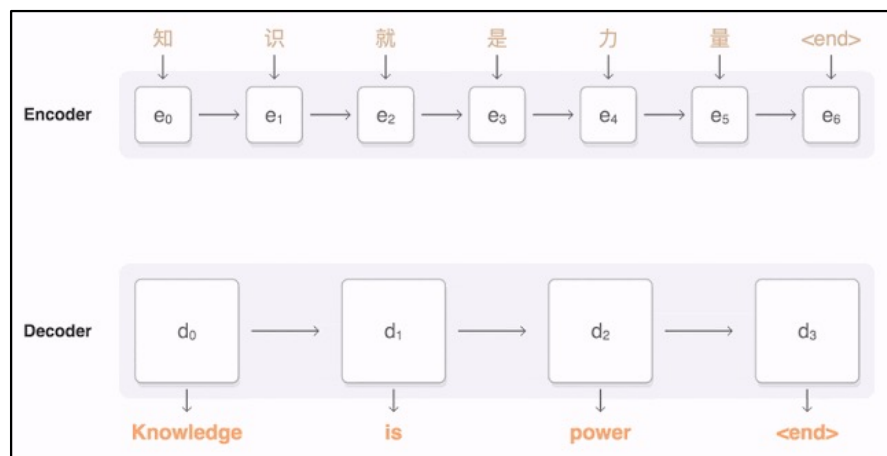 知 识 就 是 力 量 <end>
Encoder e₀ e₁ e₂ e₃ e₄ e₅ e₆
Decoder d₀ d₁ d₂ d₃
Knowledge is power <end>